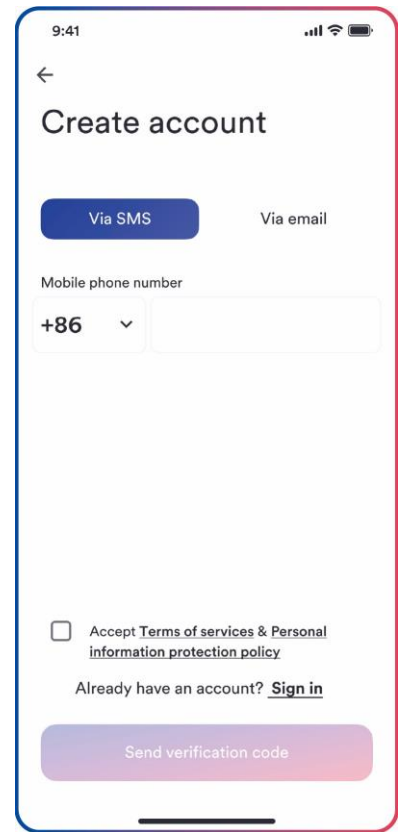 9:41
Create account
Via SMS
Via email
Mobile phone number
+86
Accept Terms of services & Personal
information protection policy
Already have an account? Sign in
Send verification code